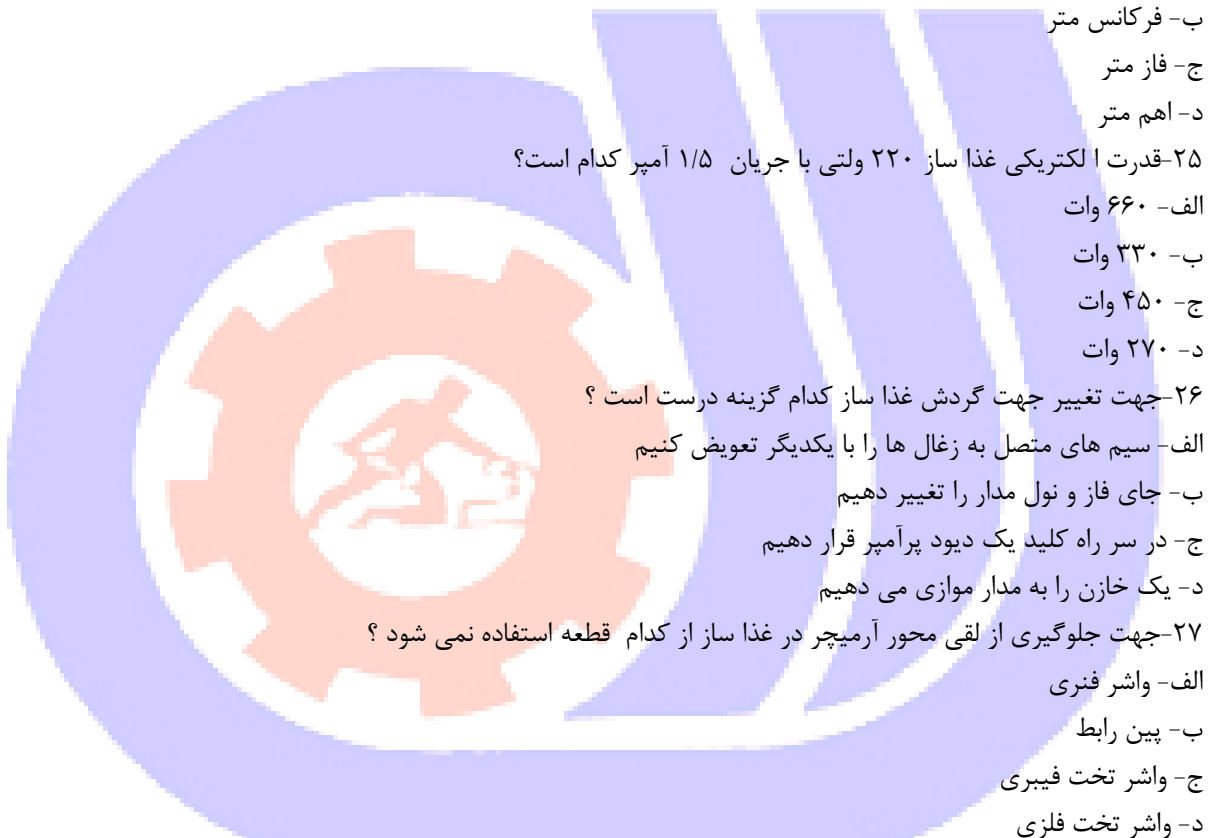 ب- فرکانس متر
ج- فاز متر
د- اهم متر
۲۵-قدرت ا لکتریکی غذا ساز ۲۲۰ ولتی با جریان ۱/۵ آمپر کدام است؟
الف- ۶۶۰ وات
ب- ۳۳۰ وات
ج- ۴۵۰ وات
د- ۲۷۰ وات
۲۶-جهت تغییر جهت گردش غذا ساز کدام گزینه درست است ؟
الف- سیم های متصل به زغال ها را با یکدیگر تعویض کنیم
ب- جای فاز و نول مدار را تغییر دهیم
ج- در سر راه کلید یک دیود پرآمپر قرار دهیم
د- یک خازن را به مدار موازی می دهیم
۲۷-جهت جلوگیری از لقی محور آرمیچر در غذا ساز از کدام قطعه استفاده نمی شود ؟
الف- واشر فنری
ب- پین رابط
ج- واشر تخت فیبری
د- واشر تخت فلزی